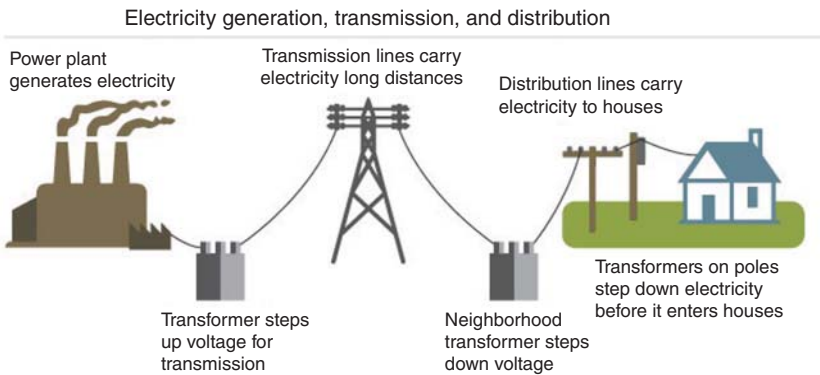 Electricity generation, transmission, and distribution
Power plant
generates electricity
Transmission lines carry
electricity long distances
Distribution lines carry
electricity to houses
Transformer steps
up voltage for
transmission
Neighborhood
transformer steps
down voltage
Transformers on poles
step down electricity
before it enters houses